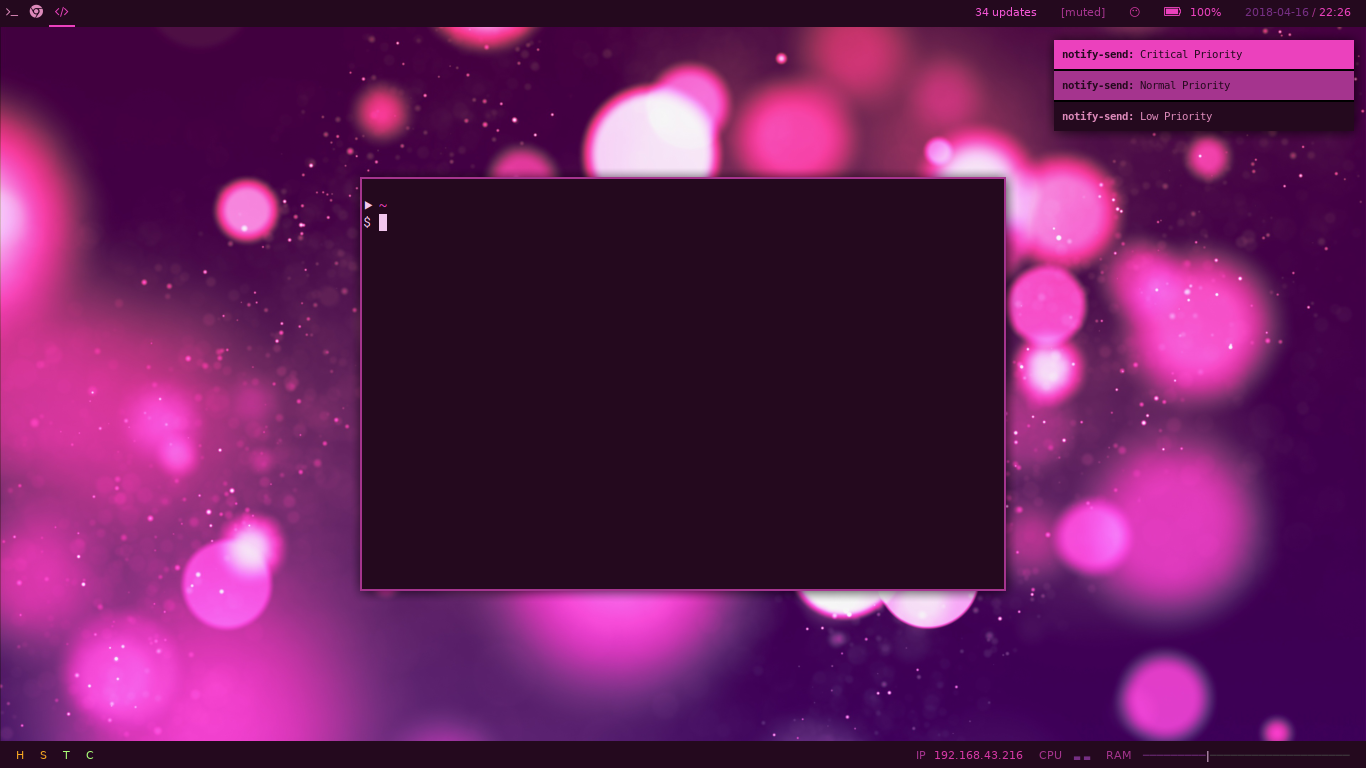 34 updates [muted] 100% 2018-04-16 / 22:26
notify-send: Critical Priority
notify-send: Normal Priority
notify-send: Low Priority
~
$
H S T C IP 192.168.43.216 CPU RAM